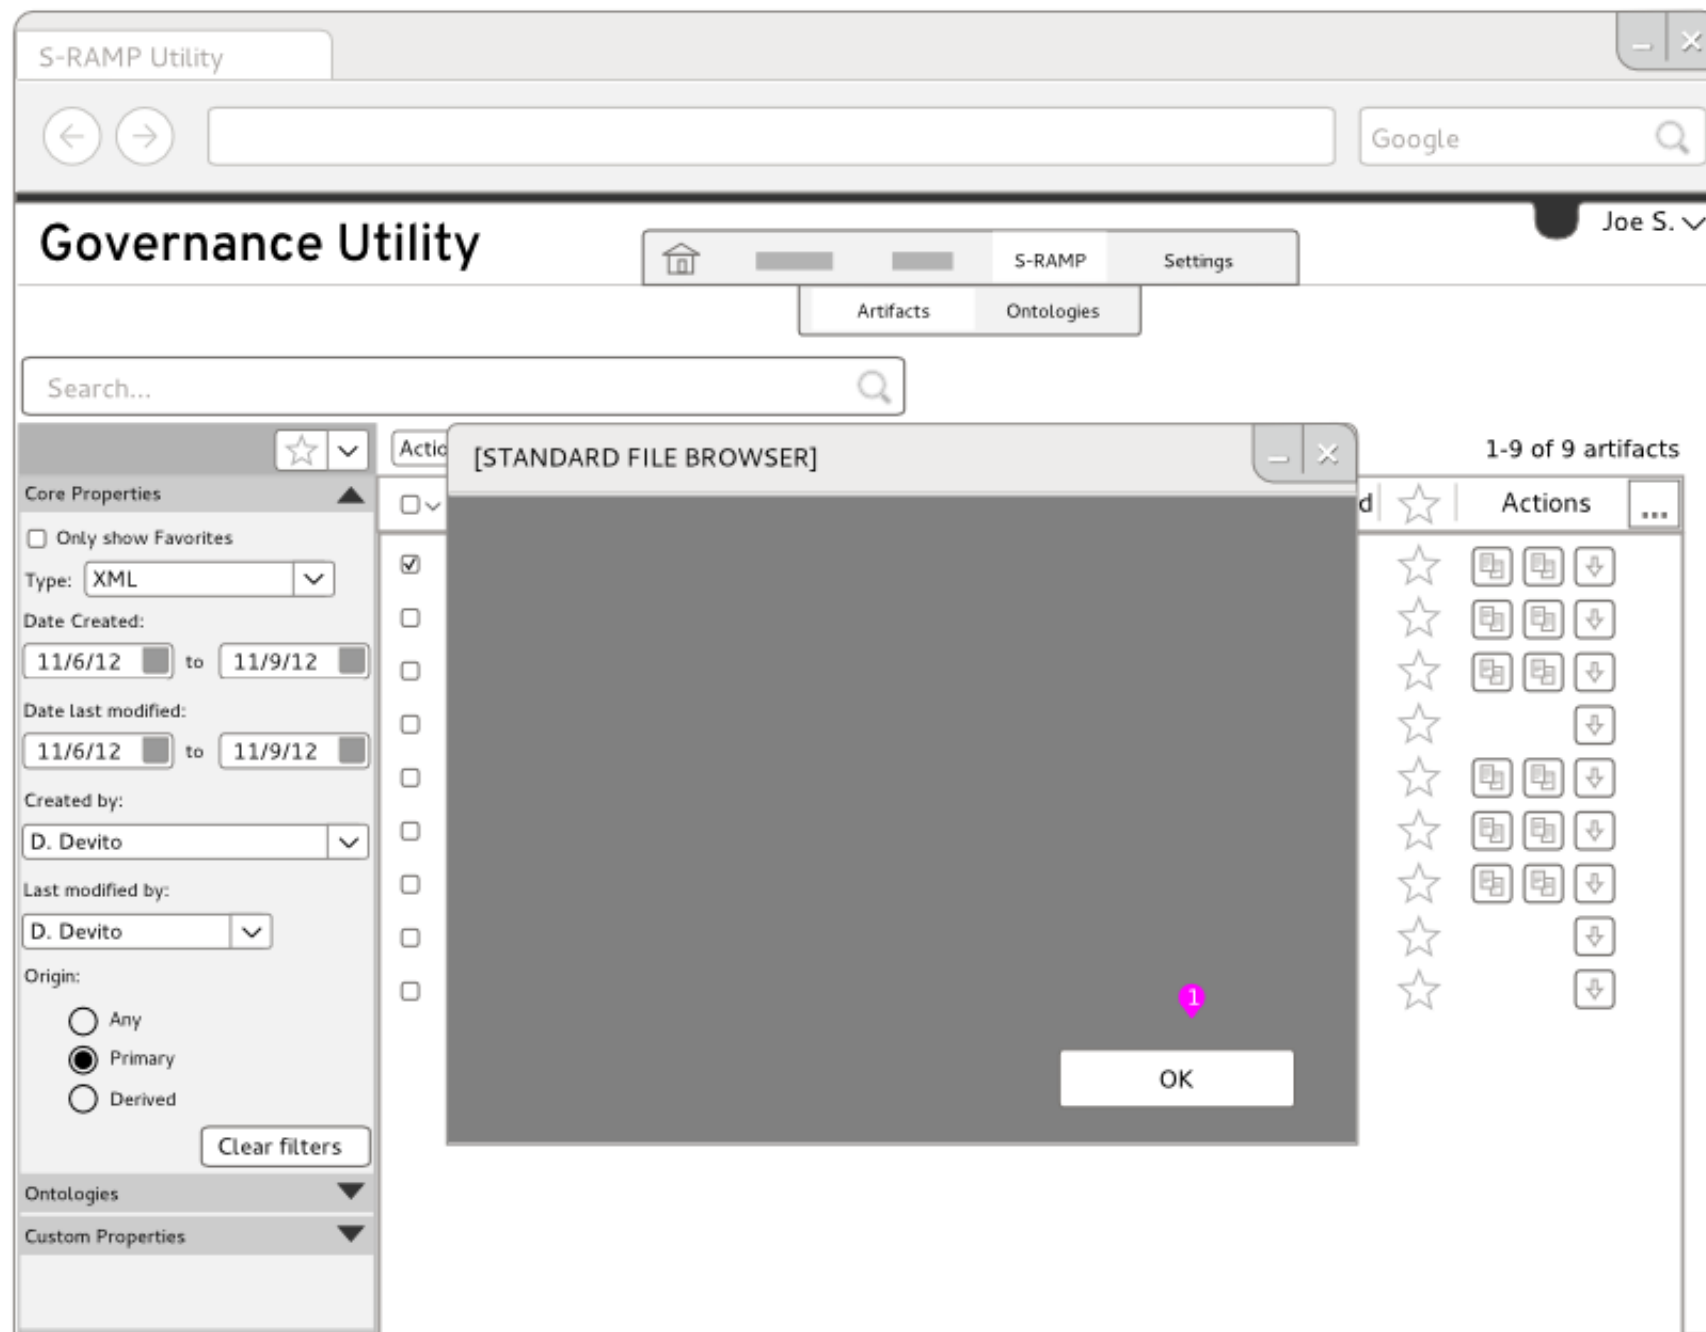 S-RAMP Utility
Google
Governance Utility
Joe S.
S-RAMP Settings
Artifacts Ontologies
Search...
Actio
[STANDARD FILE BROWSER]
1-9 of 9 artifacts
Core Properties
d Actions ...
Only show Favorites
Type: XML
Date Created:
11/6/12 to 11/9/12
Date last modified:
11/6/12 to 11/9/12
Created by:
D. Devito
Last modified by:
D. Devito
Origin:
Any
Primary
Derived
1
OK
Clear filters
Ontologies
Custom Properties